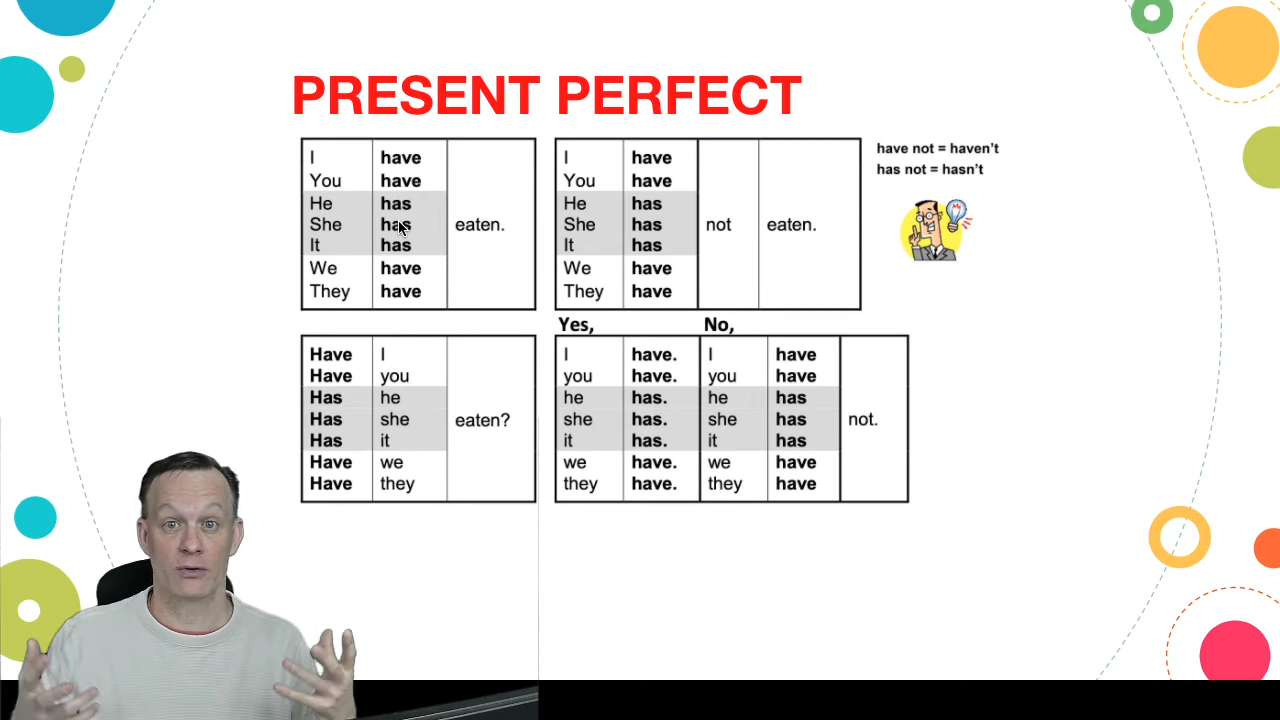 PRESENT PERFECT
I have
You have
He has
She has eaten.
It has
We have
They have
I have
You have
He has
She has not eaten.
It has
We have
They have
have not = haven't
has not = hasn't
Have I
Have you
Has he
Has she eaten?
Has it
Have we
Have they
Yes, No,
I have. I have
you have. you have
he has. he has
she has. she has not.
it has. it has
we have. we have
they have. they have